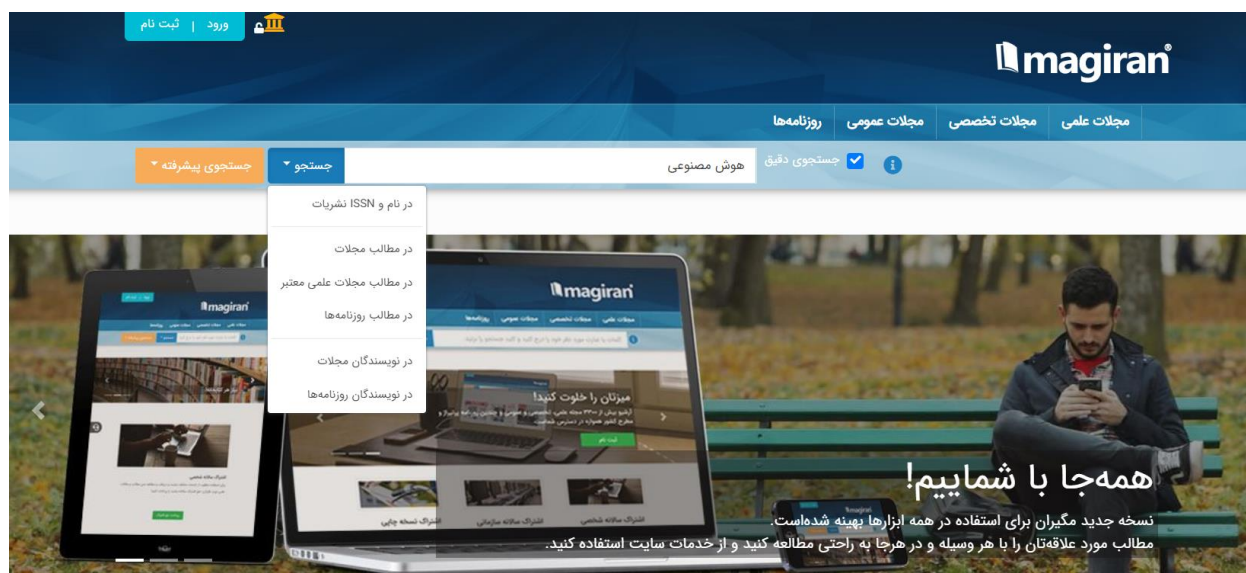 ورود | ثبت نام
magiran
مجلات علمی مجلات تخصصی مجلات عمومی روزنامه‌ها
جستجوی دقیق هوش مصنوعی جستجو جستجوی پیشرفته
در نام و ISSN نشریات
در مطالب مجلات
در مطالب مجلات علمی معتبر
در مطالب روزنامه‌ها
در نویسندگان مجلات
در نویسندگان روزنامه‌ها
magiran
magiran
میزتان را خلوت کنید!
ثبت نام
اشتراک سالانه شخصی اشتراک سالانه سازمانی اشتراک نسخه چاپی
همه‌جا با شماییم!
نسخه جدید مگیران برای استفاده در همه ابزارها بهینه شده‌است.
مطالب مورد علاقه‌تان را با هر وسیله و در هرجا به راحتی مطالعه کنید و از خدمات سایت استفاده کنید.